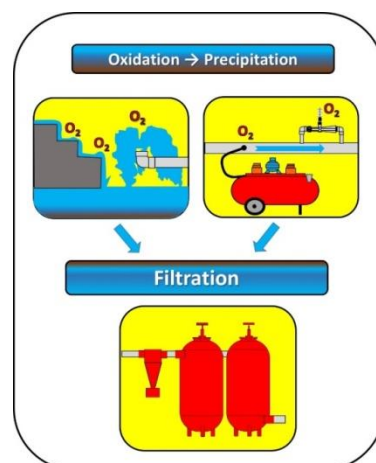 Oxidation → Precipitation
O₂
O₂
O₂
O₂
O₂
Filtration